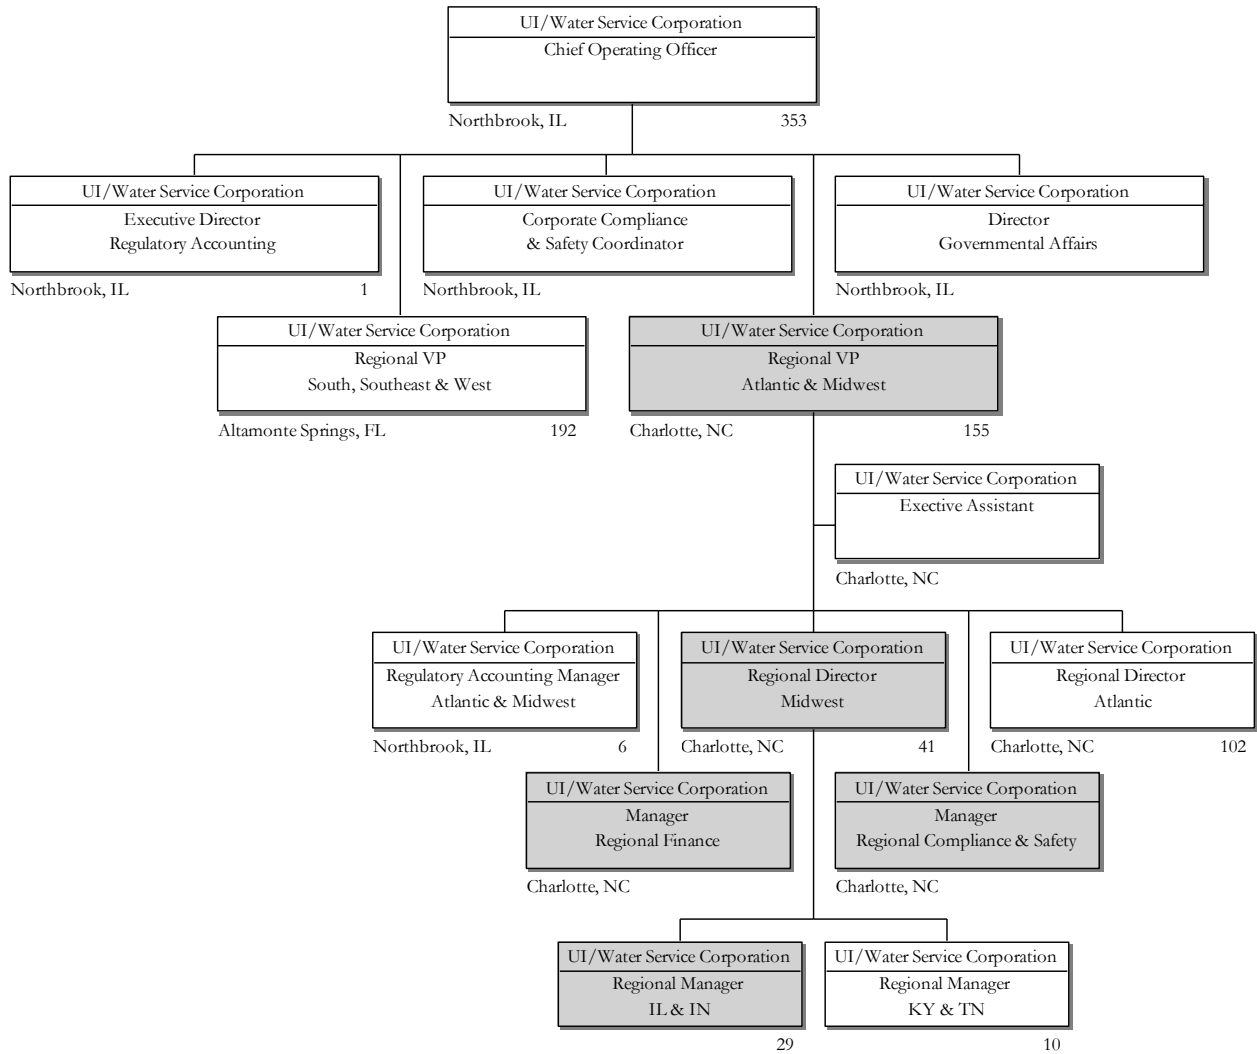 UI/Water Service Corporation
Chief Operating Officer
Northbrook, IL 353
UI/Water Service Corporation
Executive Director
Regulatory Accounting
Northbrook, IL 1
UI/Water Service Corporation
Corporate Compliance
& Safety Coordinator
Northbrook, IL
UI/Water Service Corporation
Director
Governmental Affairs
Northbrook, IL
UI/Water Service Corporation
Regional VP
South, Southeast & West
Altamonte Springs, FL 192
UI/Water Service Corporation
Regional VP
Atlantic & Midwest
Charlotte, NC 155
UI/Water Service Corporation
Exective Assistant
Charlotte, NC
UI/Water Service Corporation
Regulatory Accounting Manager
Atlantic & Midwest
Northbrook, IL 6
UI/Water Service Corporation
Regional Director
Midwest
Charlotte, NC 41
UI/Water Service Corporation
Regional Director
Atlantic
Charlotte, NC 102
UI/Water Service Corporation
Manager
Regional Finance
Charlotte, NC
UI/Water Service Corporation
Manager
Regional Compliance & Safety
Charlotte, NC
UI/Water Service Corporation
Regional Manager
IL & IN
29
UI/Water Service Corporation
Regional Manager
KY & TN
10